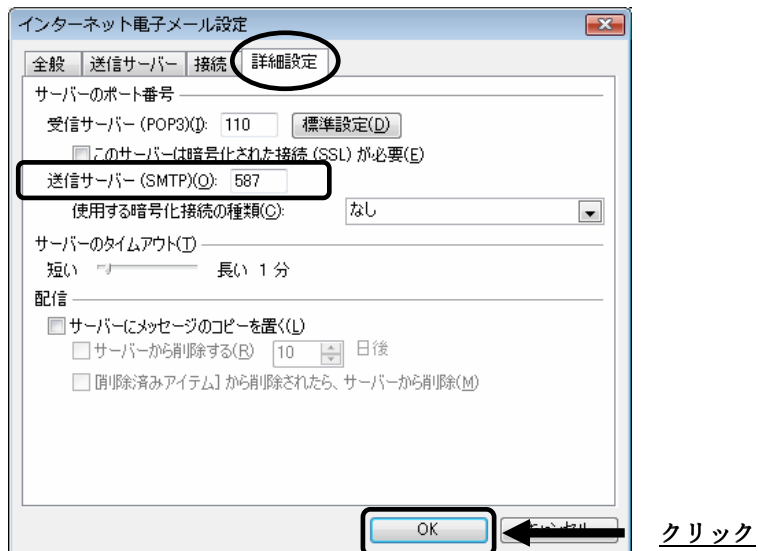 インターネット電子メール設定
全般 送信サーバー 接続 詳細設定
サーバーのポート番号
受信サーバー (POP3)(I): 110 標準設定(D)
このサーバーは暗号化された接続 (SSL) が必要(E)
送信サーバー (SMTP)(O): 587
使用する暗号化接続の種類(C): なし
サーバーのタイムアウト(T)
短い 長い 1 分
配信
サーバーにメッセージのコピーを置く(L)
サーバーから削除する(R) 10 日後
[削除済みアイテム] から削除されたら、サーバーから削除(M)
OK
クリック